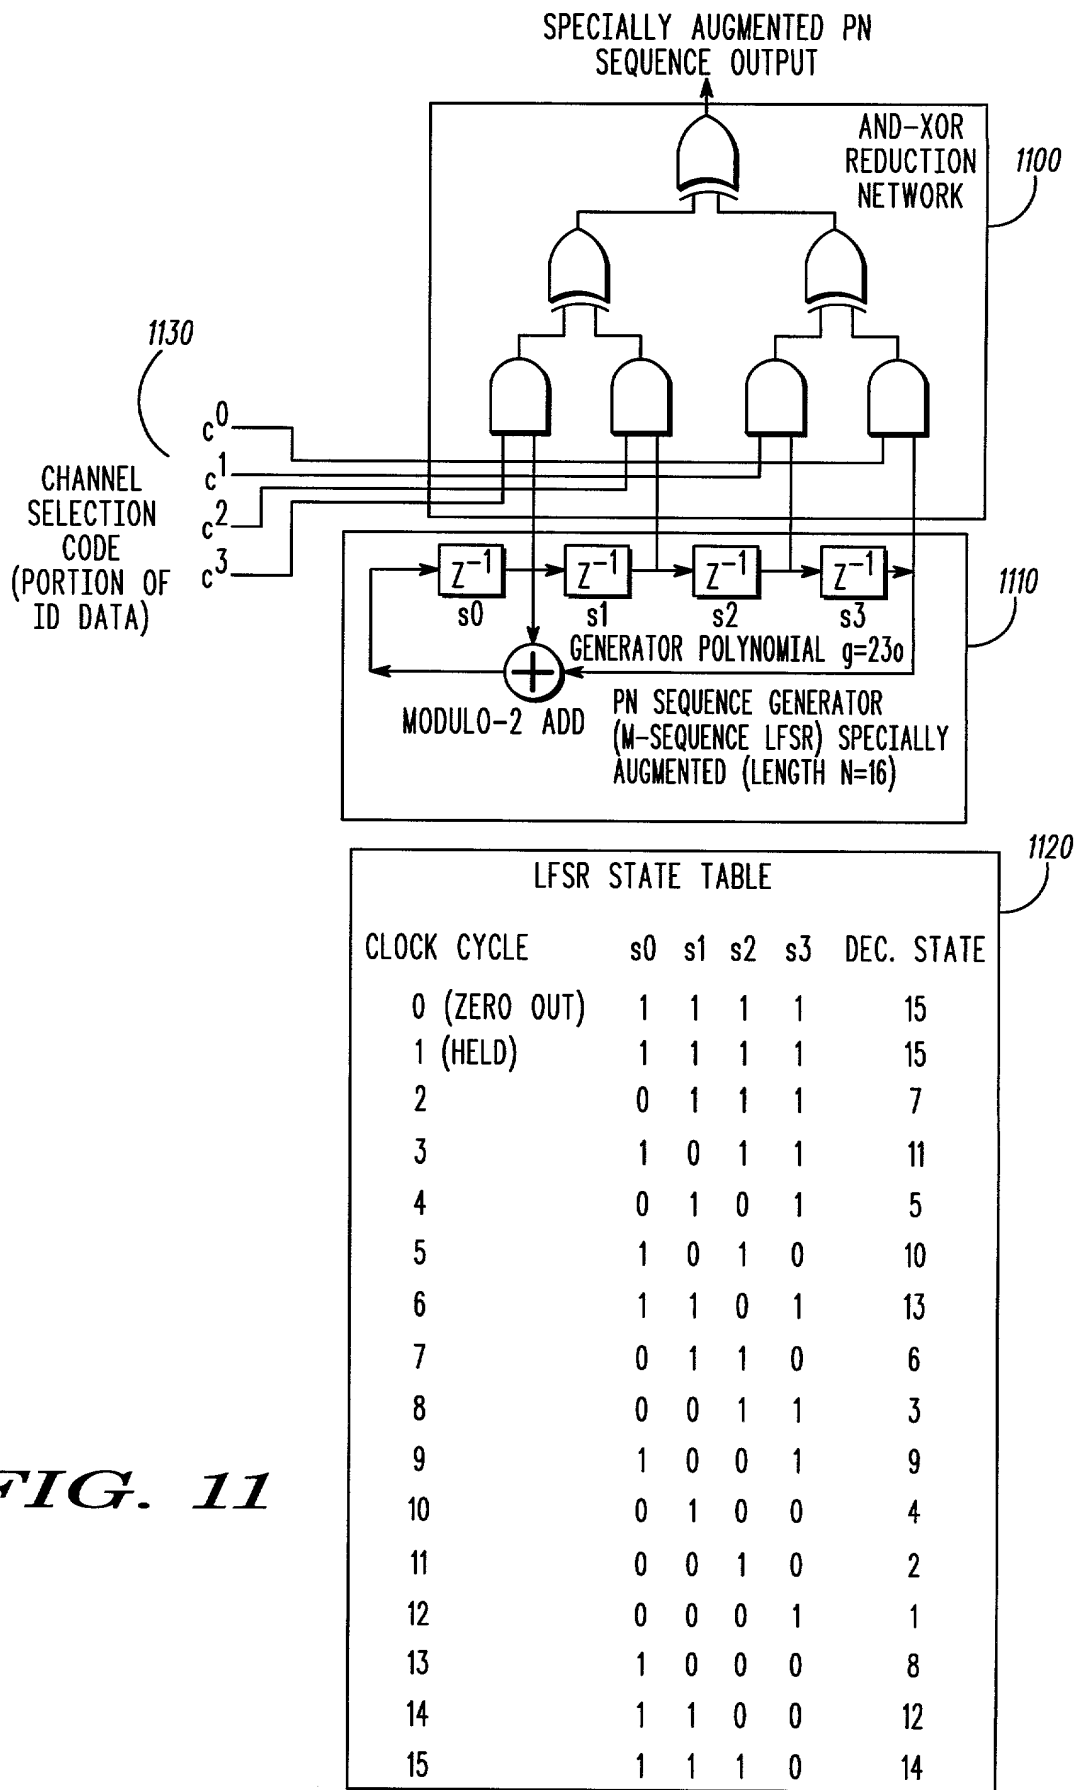 SPECIALLY AUGMENTED PN
SEQUENCE OUTPUT
AND-XOR
REDUCTION
NETWORK
1100
1130
c0
c1
c2
c3
CHANNEL
SELECTION
CODE
(PORTION OF
ID DATA)
z-1
z-1
z-1
z-1
s0
s1
s2
s3
1110
GENERATOR POLYNOMIAL g=23o
MODULO-2 ADD
PN SEQUENCE GENERATOR
(M-SEQUENCE LFSR) SPECIALLY
AUGMENTED (LENGTH N=16)
1120
LFSR STATE TABLE
CLOCK CYCLE s0 s1 s2 s3 DEC. STATE
0 (ZERO OUT) 1 1 1 1 15
1 (HELD) 1 1 1 1 15
2 0 1 1 1 7
3 1 0 1 1 11
4 0 1 0 1 5
5 1 0 1 0 10
6 1 1 0 1 13
7 0 1 1 0 6
8 0 0 1 1 3
9 1 0 0 1 9
10 0 1 0 0 4
11 0 0 1 0 2
12 0 0 0 1 1
13 1 0 0 0 8
14 1 1 0 0 12
15 1 1 1 0 14
FIG. 11